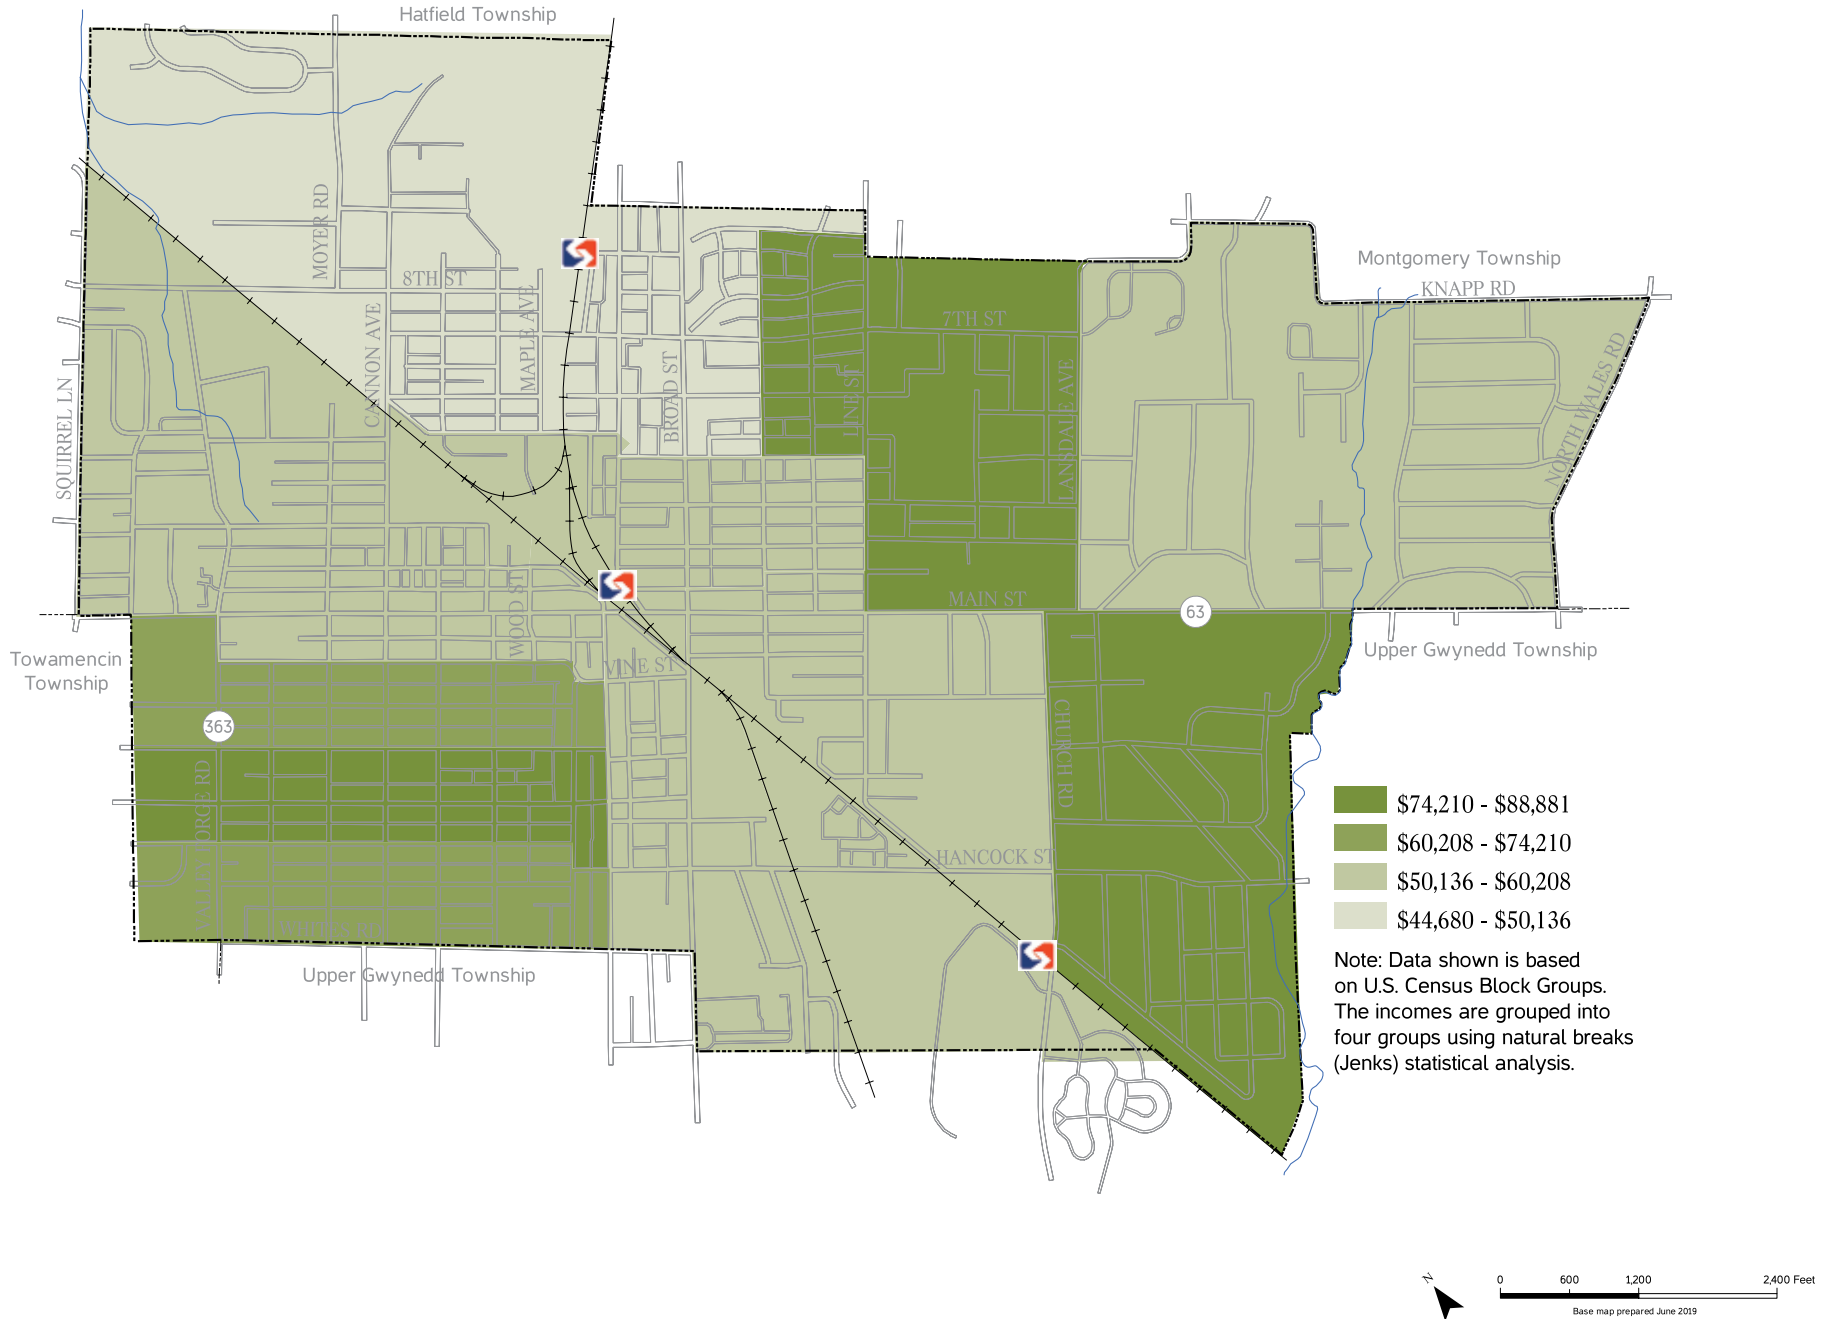 Hatfield Township
MOYER RD
8TH ST
CANNON AVE
MAPLE AVE
BROAD ST
LINE ST
7TH ST
LANSDALE AVE
Montgomery Township
KNAPP RD
NORTH WALES RD
SQUIRREL LN
WOOD ST
MAIN ST
63
Upper Gwynedd Township
Towamencin
Township
VINE ST
363
CHURCH RD
VALLEY FORGE RD
HANCOCK ST
Upper Gwynedd Township
$74,210 - $88,881
$60,208 - $74,210
$50,136 - $60,208
$44,680 - $50,136
Note: Data shown is based
on U.S. Census Block Groups.
The incomes are grouped into
four groups using natural breaks
(Jenks) statistical analysis.
N
0 600 1,200 2,400 Feet
Base map prepared June 2019